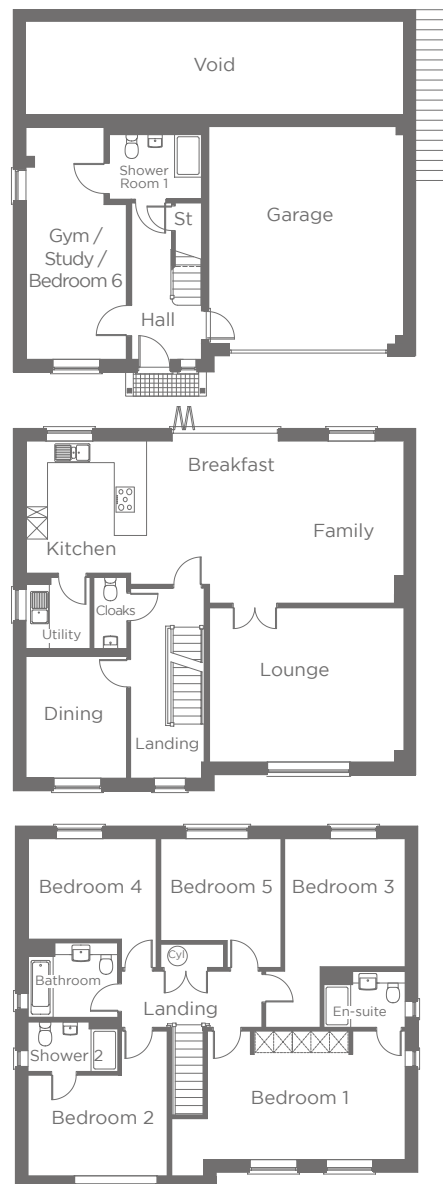 Void
Shower
Room 1
St
Garage
Gym /
Study /
Bedroom 6
Hall
Breakfast
Family
Kitchen
Cloaks
Utility
Lounge
Dining
Landing
Bedroom 4
Bedroom 5
Bedroom 3
Cyl
Bathroom
Landing
En-suite
Shower 2
Bedroom 1
Bedroom 2